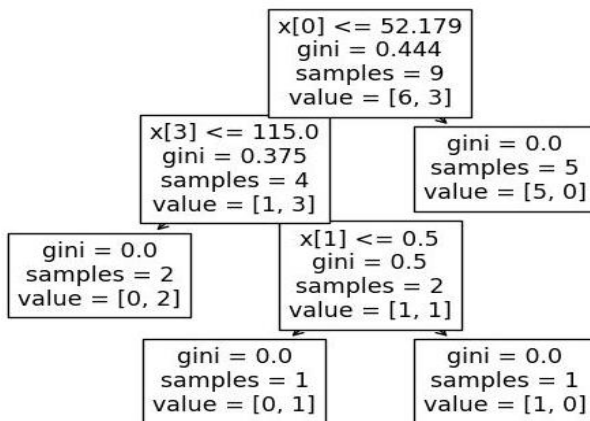 x[0] <= 52.179
gini = 0.444
samples = 9
value = [6, 3]
x[3] <= 115.0
gini = 0.375
samples = 4
value = [1, 3]
gini = 0.0
samples = 5
value = [5, 0]
gini = 0.0
samples = 2
value = [0, 2]
x[1] <= 0.5
gini = 0.5
samples = 2
value = [1, 1]
gini = 0.0
samples = 1
value = [0, 1]
gini = 0.0
samples = 1
value = [1, 0]